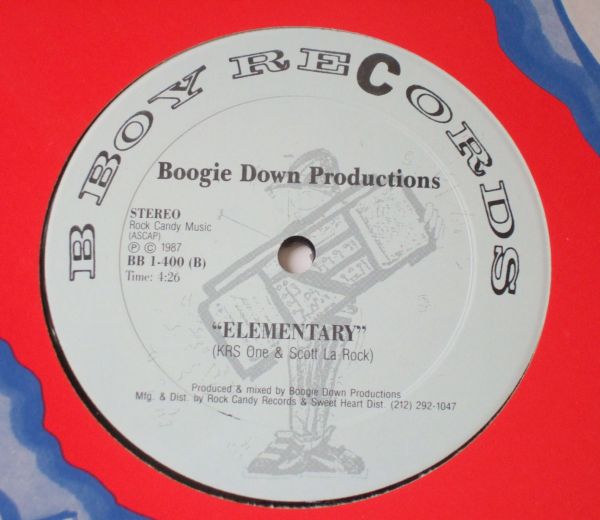 B BOY RECORDS
Boogie Down Productions
STEREO
Rock Candy Music
(ASCAP)
Ⓟ © 1987
BB 1-400 (B)
Time: 4:26
“ELEMENTARY”
(KRS One & Scott La Rock)
Produced & mixed by Boogie Down Productions
Mfg. & Dist. by Rock Candy Records & Sweet Heart Dist. (212) 292-1047